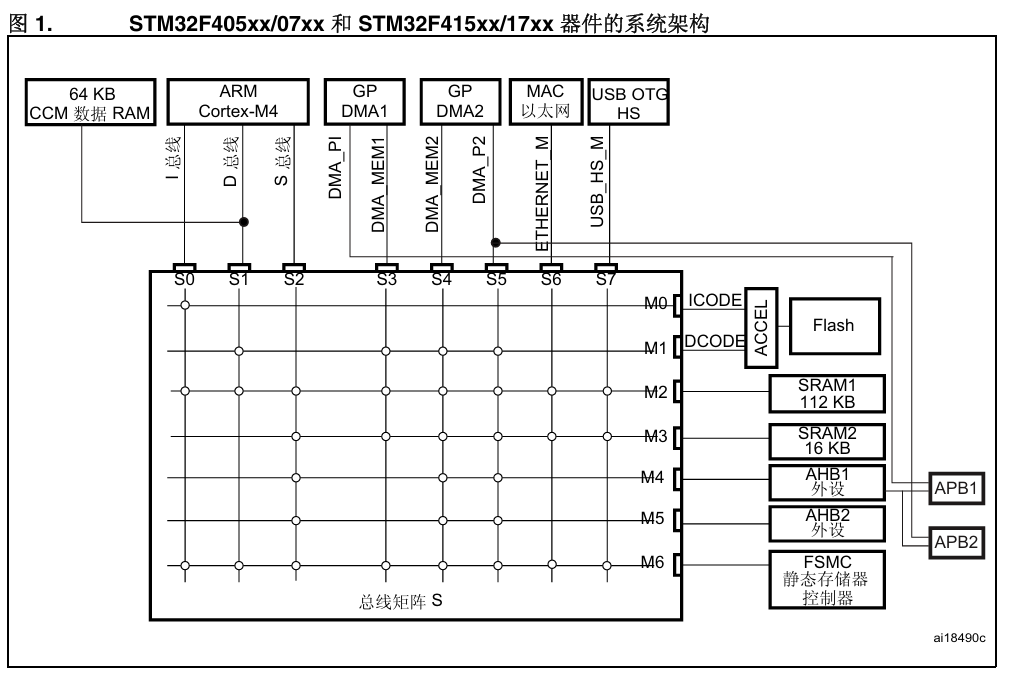 图 1. STM32F405xx/07xx 和 STM32F415xx/17xx 器件的系统架构
64 KB
CCM 数据 RAM
ARM
Cortex-M4
GP
DMA1
GP
DMA2
MAC
以太网
USB OTG
HS
I 总线
D 总线
S 总线
DMA_PI
DMA_MEM1
DMA_MEM2
DMA_P2
ETHERNET_M
USB_HS_M
S0 S1 S2 S3 S4 S5 S6 S7
M0
ICODE
M1
DCODE
ACCEL
Flash
M2
SRAM1
112 KB
M3
SRAM2
16 KB
M4
AHB1
外设
APB1
M5
AHB2
外设
APB2
M6
FSMC
静态存储器
控制器
总线矩阵 S
ai18490c